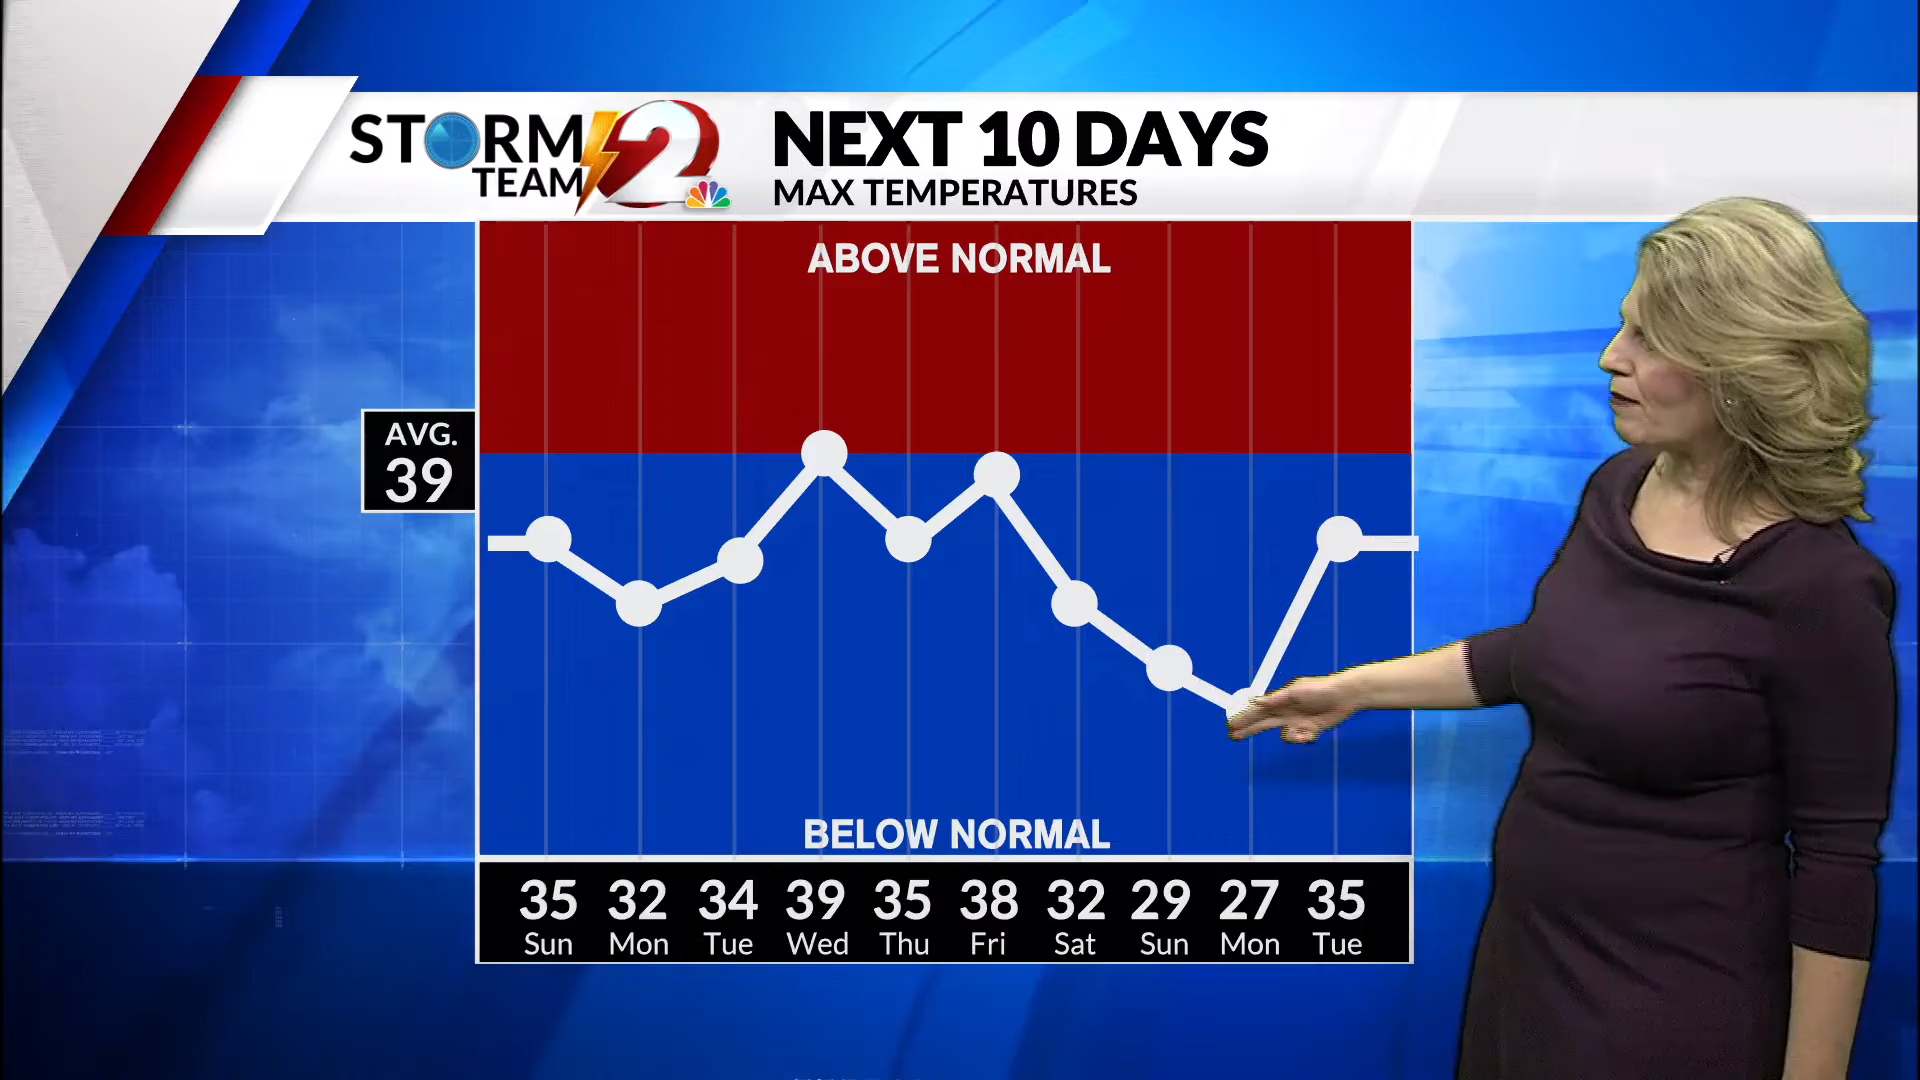 STORM
TEAM
2
NEXT 10 DAYS
MAX TEMPERATURES
ABOVE NORMAL
AVG.
39
BELOW NORMAL
35 32 34 39 35 38 32 29 27 35
Sun Mon Tue Wed Thu Fri Sat Sun Mon Tue